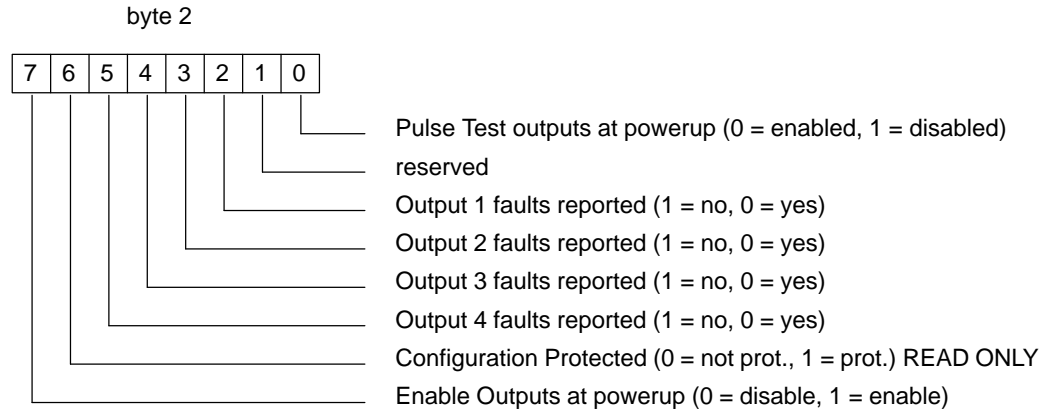 byte 2
7 6 5 4 3 2 1 0
Pulse Test outputs at powerup (0 = enabled, 1 = disabled)
reserved
Output 1 faults reported (1 = no, 0 = yes)
Output 2 faults reported (1 = no, 0 = yes)
Output 3 faults reported (1 = no, 0 = yes)
Output 4 faults reported (1 = no, 0 = yes)
Configuration Protected (0 = not prot., 1 = prot.) READ ONLY
Enable Outputs at powerup (0 = disable, 1 = enable)